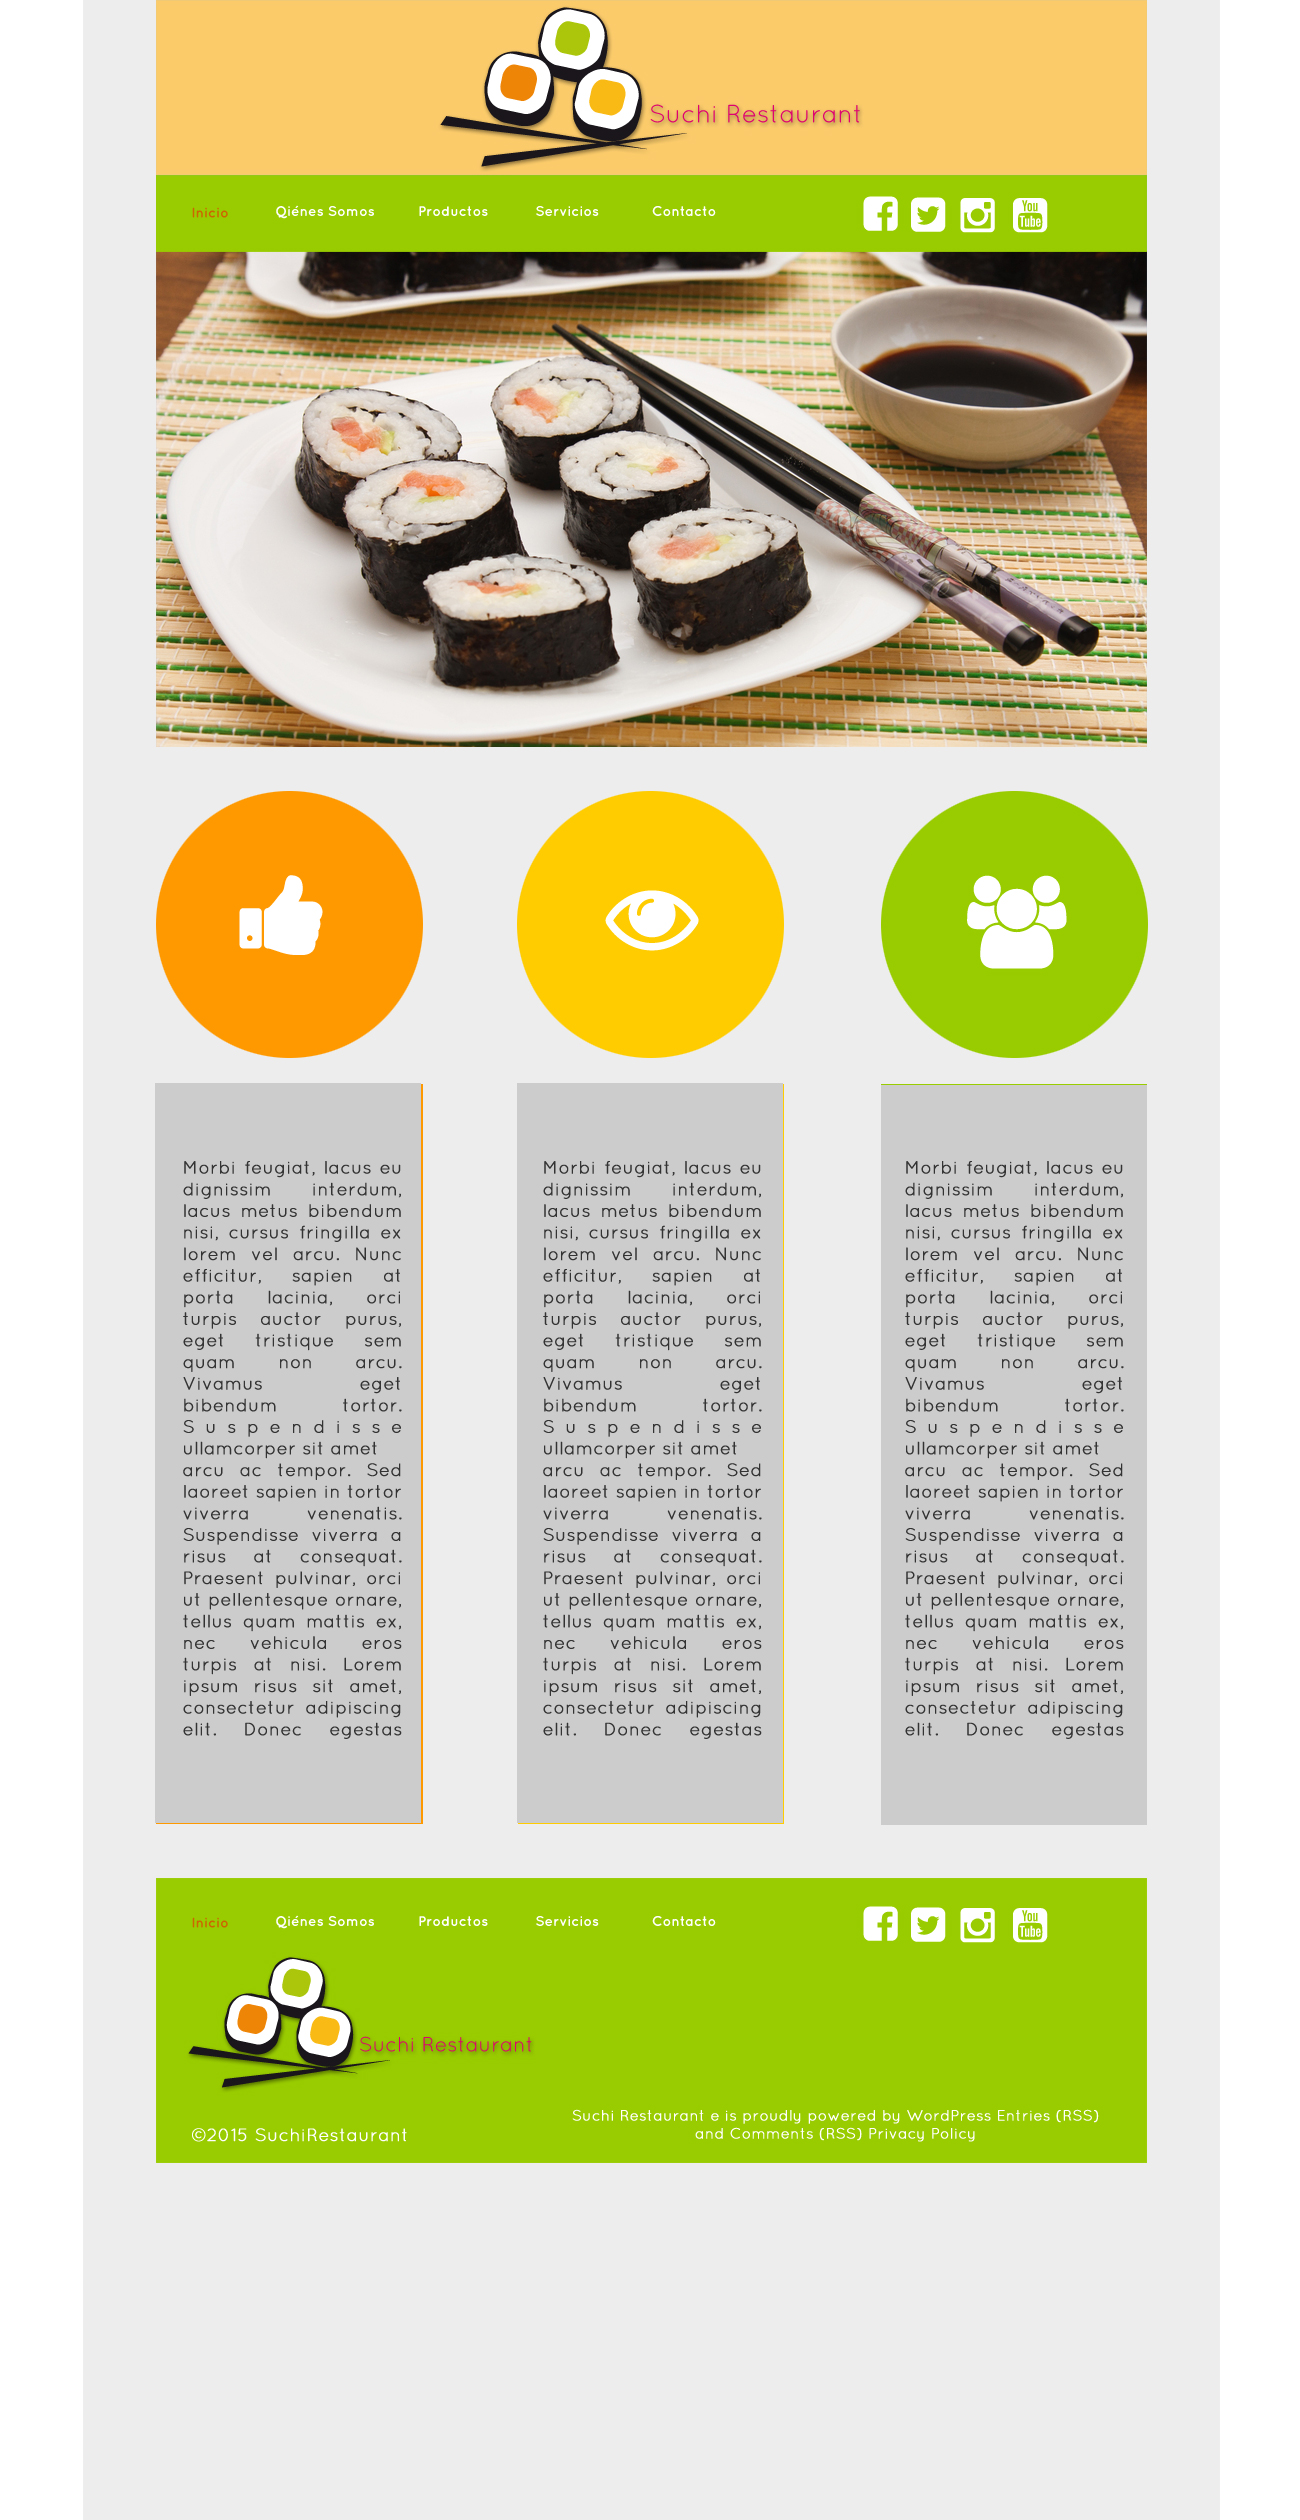 Suchi Restaurant
Inicio Qiénes Somos Productos Servicios Contacto You Tube
Morbi feugiat, lacus eu
dignissim interdum,
lacus metus bibendum
nisi, cursus fringilla ex
lorem vel arcu. Nunc
efficitur, sapien at
porta lacinia, orci
turpis auctor purus,
eget tristique sem
quam non arcu.
Vivamus eget
bibendum tortor.
Suspendisse
ullamcorper sit amet
arcu ac tempor. Sed
laoreet sapien in tortor
viverra venenatis.
Suspendisse viverra a
risus at consequat.
Praesent pulvinar, orci
ut pellentesque ornare,
tellus quam mattis ex,
nec vehicula eros
turpis at nisi. Lorem
ipsum risus sit amet,
consectetur adipiscing
elit. Donec egestas
Morbi feugiat, lacus eu
dignissim interdum,
lacus metus bibendum
nisi, cursus fringilla ex
lorem vel arcu. Nunc
efficitur, sapien at
porta lacinia, orci
turpis auctor purus,
eget tristique sem
quam non arcu.
Vivamus eget
bibendum tortor.
Suspendisse
ullamcorper sit amet
arcu ac tempor. Sed
laoreet sapien in tortor
viverra venenatis.
Suspendisse viverra a
risus at consequat.
Praesent pulvinar, orci
ut pellentesque ornare,
tellus quam mattis ex,
nec vehicula eros
turpis at nisi. Lorem
ipsum risus sit amet,
consectetur adipiscing
elit. Donec egestas
Morbi feugiat, lacus eu
dignissim interdum,
lacus metus bibendum
nisi, cursus fringilla ex
lorem vel arcu. Nunc
efficitur, sapien at
porta lacinia, orci
turpis auctor purus,
eget tristique sem
quam non arcu.
Vivamus eget
bibendum tortor.
Suspendisse
ullamcorper sit amet
arcu ac tempor. Sed
laoreet sapien in tortor
viverra venenatis.
Suspendisse viverra a
risus at consequat.
Praesent pulvinar, orci
ut pellentesque ornare,
tellus quam mattis ex,
nec vehicula eros
turpis at nisi. Lorem
ipsum risus sit amet,
consectetur adipiscing
elit. Donec egestas
Inicio Qiénes Somos Productos Servicios Contacto You Tube
Suchi Restaurant
©2015 SuchiRestaurant
Suchi Restaurant e is proudly powered by WordPress Entries (RSS)
and Comments (RSS) Privacy Policy